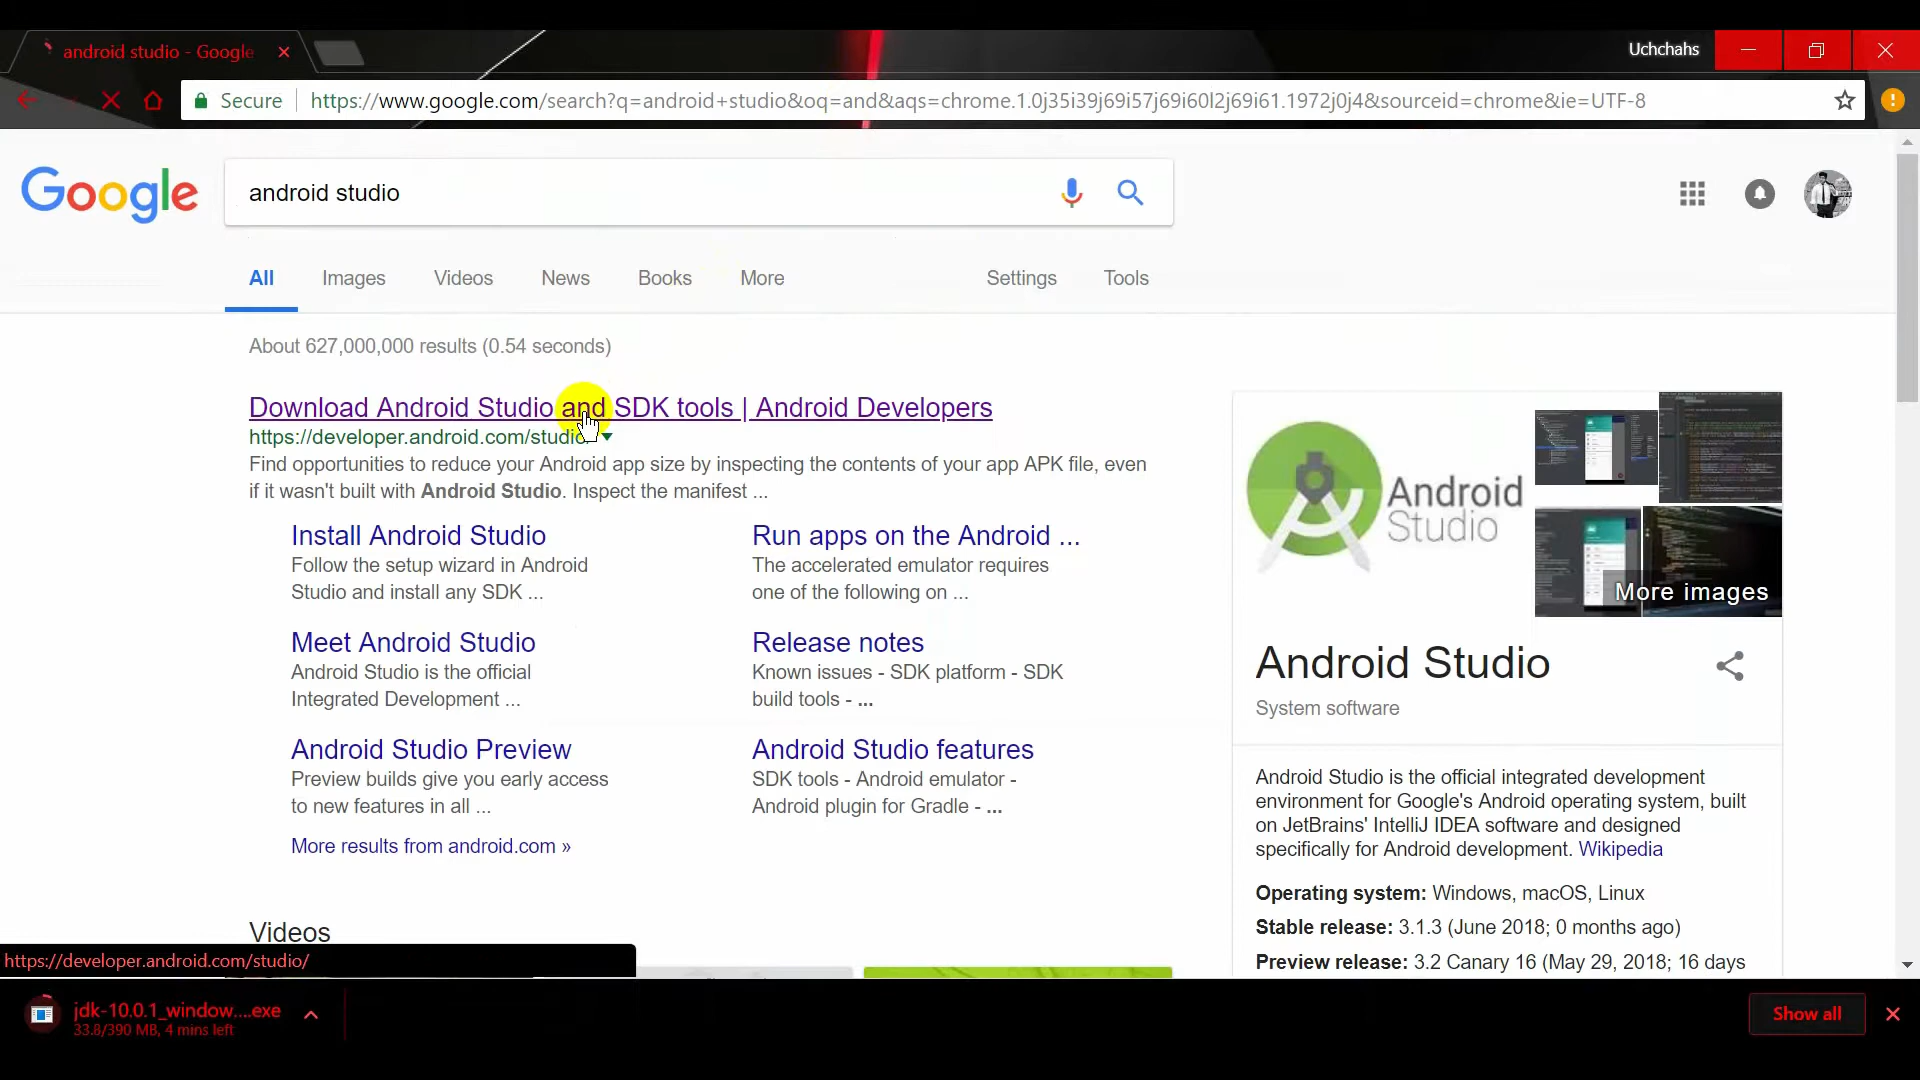 android studio - Google
Uchchahs
Secure
https://www.google.com/search?q=android+studio&oq=and&aqs=chrome.1.0j35i39j69i57j69i60l2j69i61.1972j0j4&sourceid=chrome&ie=UTF-8
Google
android studio
All
Images
Videos
News
Books
More
Settings
Tools
About 627,000,000 results (0.54 seconds)
Download Android Studio and SDK tools | Android Developers
https://developer.android.com/studio/
Find opportunities to reduce your Android app size by inspecting the contents of your app APK file, even
if it wasn't built with Android Studio. Inspect the manifest ...
Install Android Studio
Follow the setup wizard in Android
Studio and install any SDK ...
Run apps on the Android ...
The accelerated emulator requires
one of the following on ...
Meet Android Studio
Android Studio is the official
Integrated Development ...
Release notes
Known issues - SDK platform - SDK
build tools - ...
Android Studio Preview
Preview builds give you early access
to new features in all ...
Android Studio features
SDK tools - Android emulator -
Android plugin for Gradle - ...
More results from android.com »
Videos
Android
Studio
More images
Android Studio
System software
Android Studio is the official integrated development
environment for Google's Android operating system, built
on JetBrains' IntelliJ IDEA software and designed
specifically for Android development. Wikipedia
Operating system: Windows, macOS, Linux
Stable release: 3.1.3 (June 2018; 0 months ago)
Preview release: 3.2 Canary 16 (May 29, 2018; 16 days
https://developer.android.com/studio/
jdk-10.0.1_window....exe
33.8/390 MB, 4 mins left
Show all